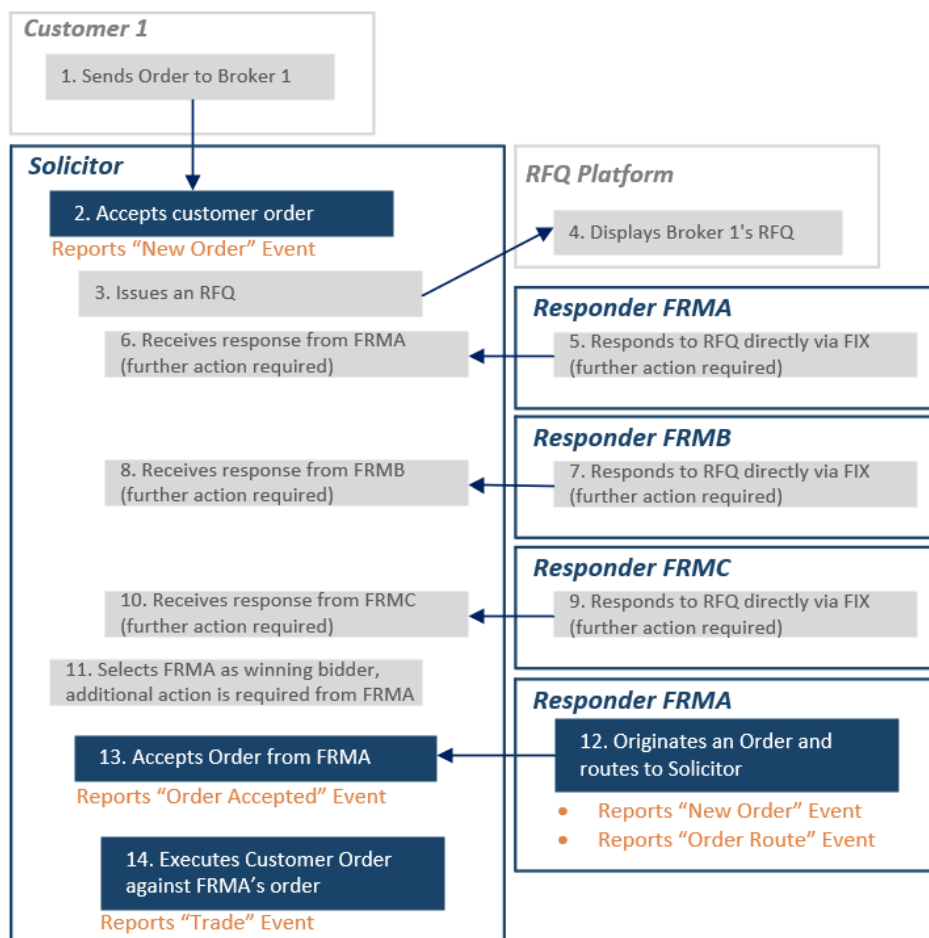 Customer 1
1. Sends Order to Broker 1
Solicitor
RFQ Platform
2. Accepts customer order
Reports “New Order” Event
4. Displays Broker 1's RFQ
3. Issues an RFQ
Responder FRMA
6. Receives response from FRMA
(further action required)
5. Responds to RFQ directly via FIX
(further action required)
Responder FRMB
8. Receives response from FRMB
(further action required)
7. Responds to RFQ directly via FIX
(further action required)
Responder FRMC
10. Receives response from FRMC
(further action required)
9. Responds to RFQ directly via FIX
(further action required)
11. Selects FRMA as winning bidder,
additional action is required from FRMA
Responder FRMA
12. Originates an Order and
routes to Solicitor
13. Accepts Order from FRMA
Reports “Order Accepted” Event
• Reports “New Order” Event
• Reports “Order Route” Event
14. Executes Customer Order
against FRMA’s order
Reports “Trade” Event